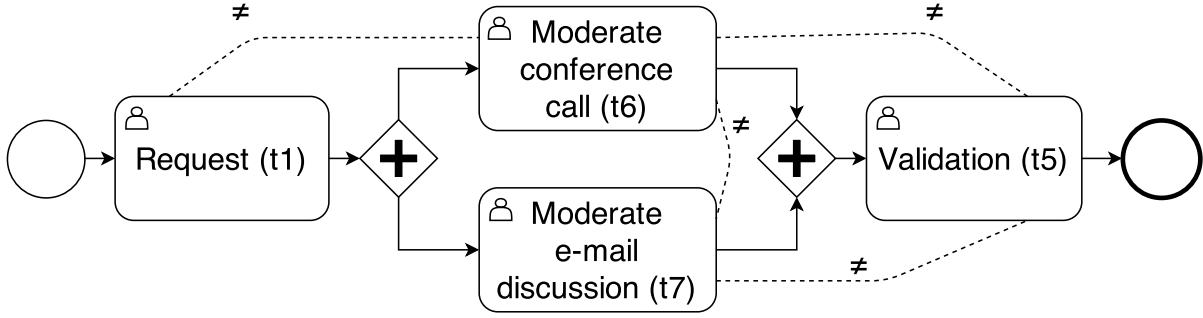 ≠
≠
Moderate
conference
call (t6)
≠
Request (t1)
Validation (t5)
Moderate
e-mail
discussion (t7)
≠